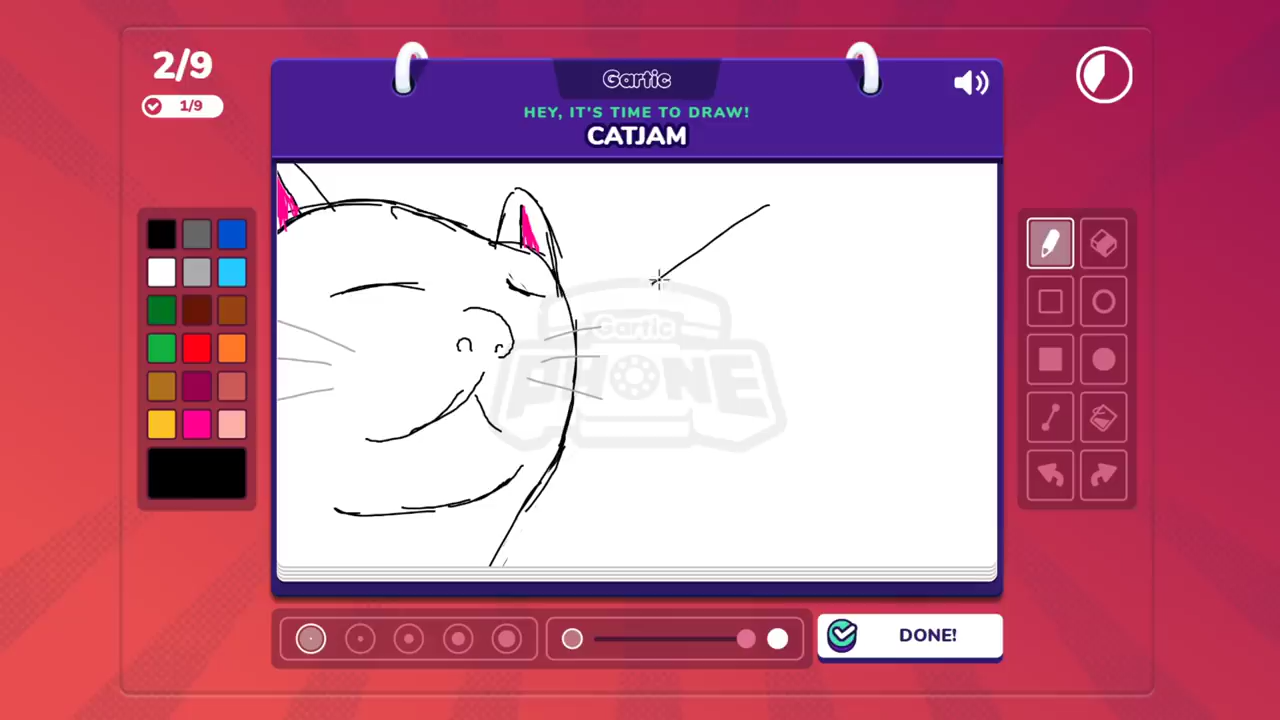 2/9
1/9
Gartic
HEY, IT'S TIME TO DRAW!
CATJAM
Gartic
PHONE
DONE!